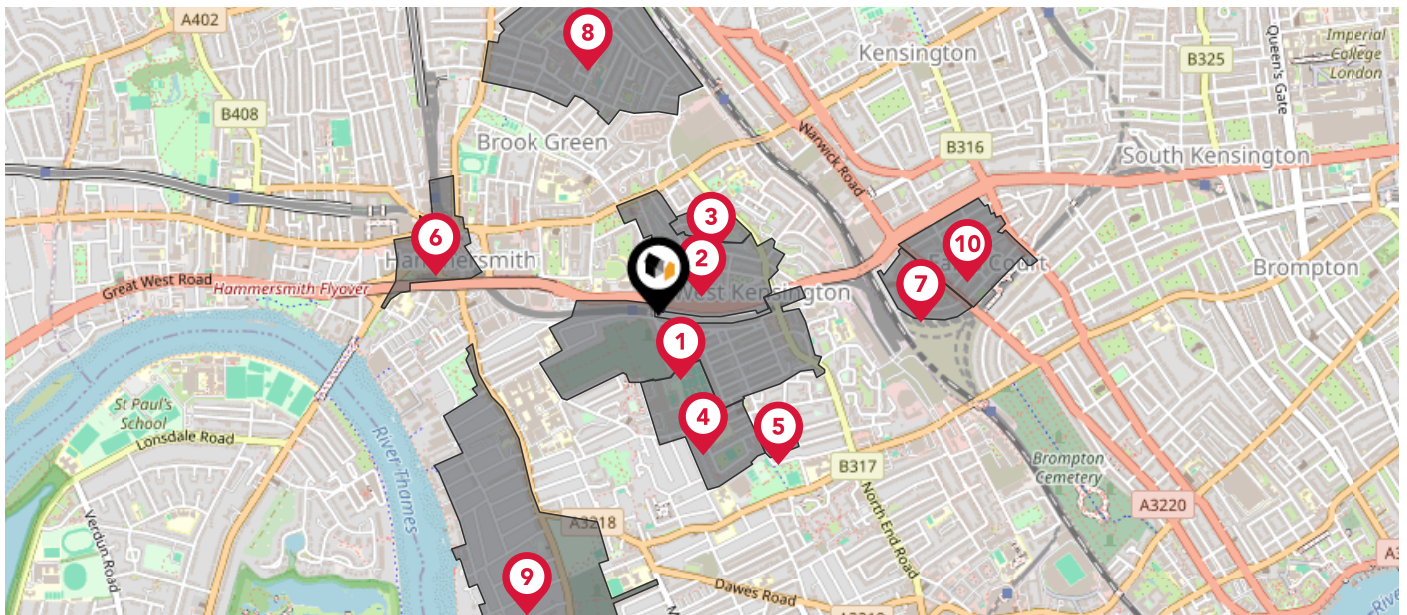 A402
8
Kensington
B325
Queen's Gate
Imperial
College
London
B408
Brook Green
Warwick Road
B316
South Kensington
3
6
Hammersmith
2
10
Great West Road
Hammersmith Flyover
West Kensington
7
Brompton
1
St Paul's
School
Lonsdale Road
River Thames
4
5
B317
Brompton
Cemetery
North End Road
A3220
Verdun Road
A3218
9
Dawes Road